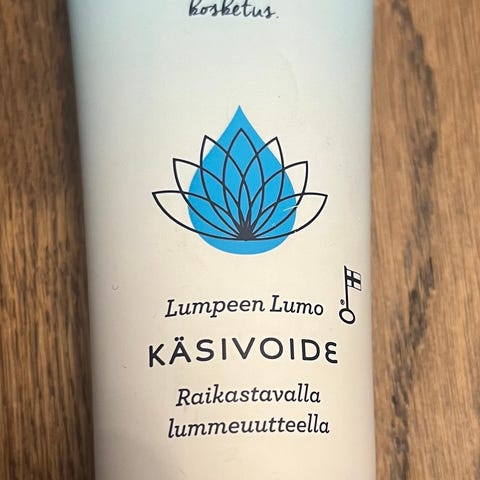 kosketus.
Lumpeen Lumo
KÄSIVOIDE
Raikastavalla
lummeuutteella